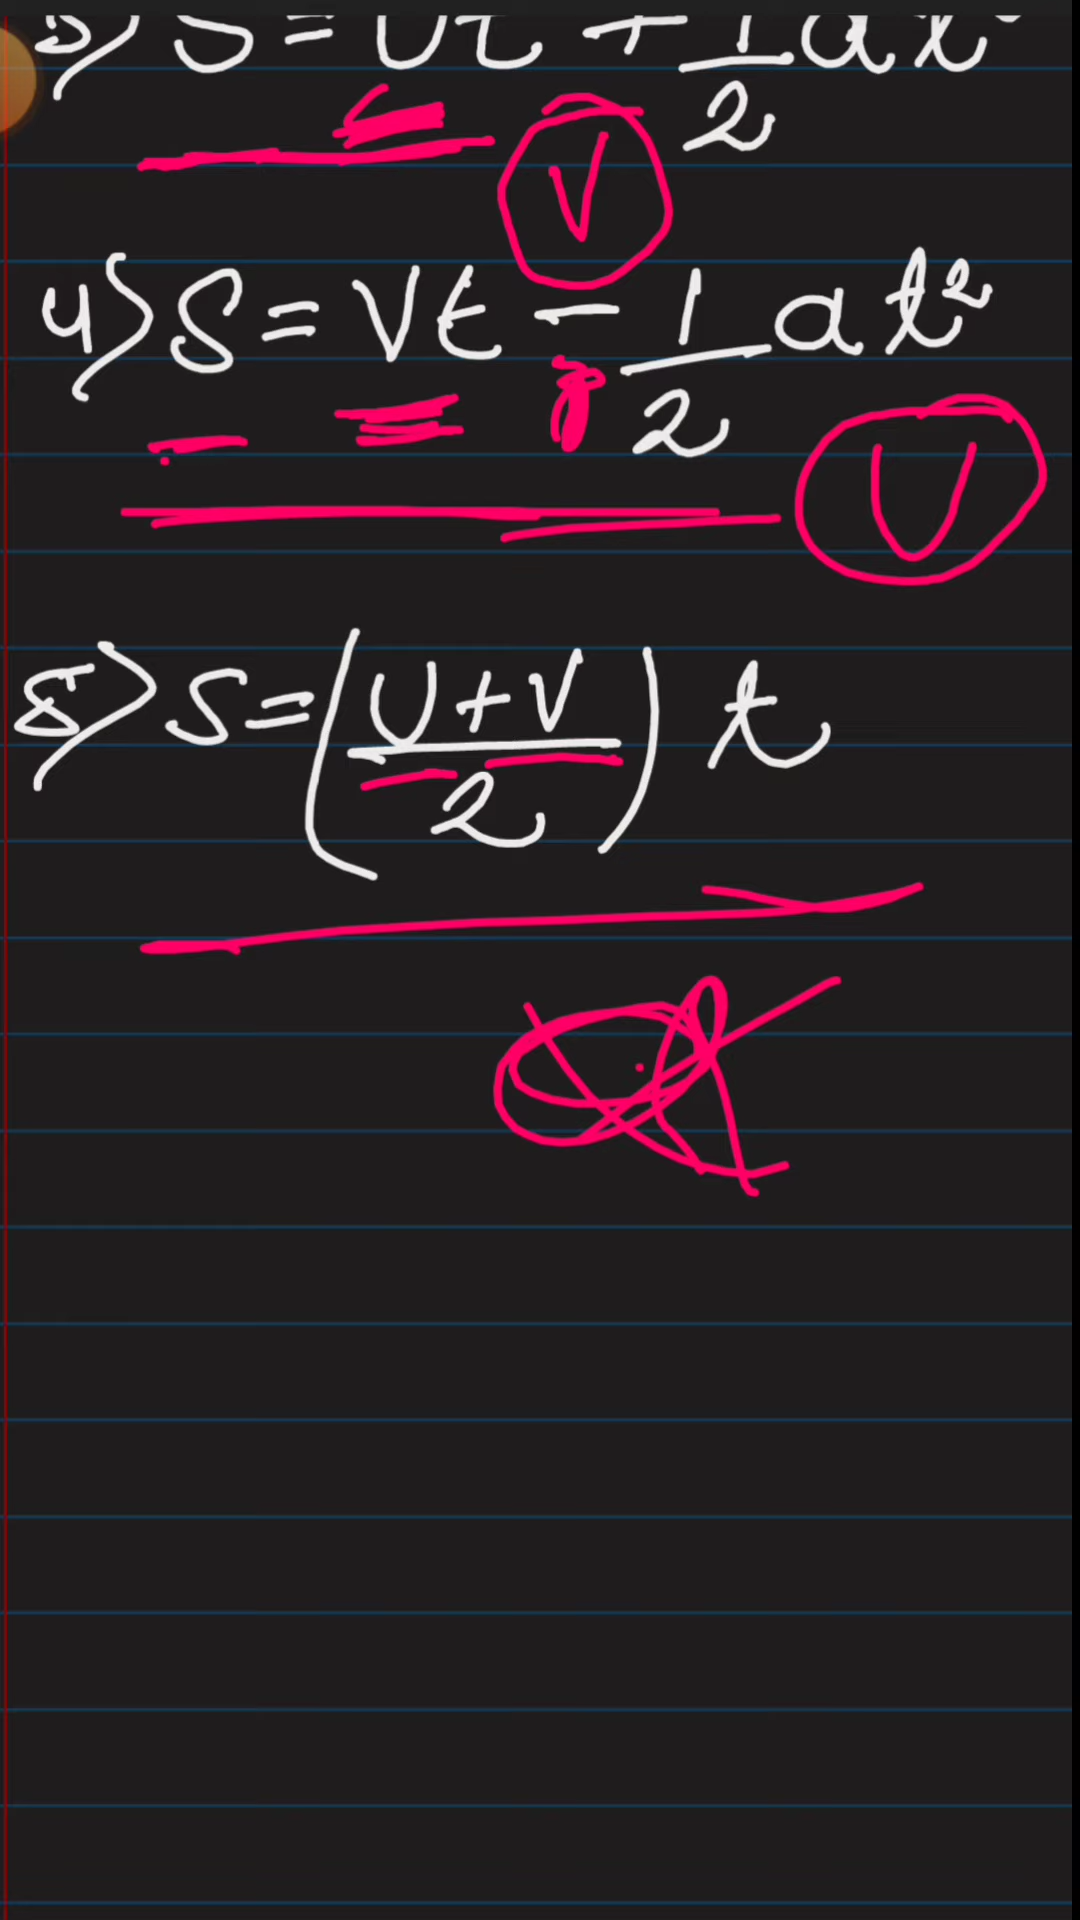 3) S = Ut + 1/2 at²
V
4) S = Vt - 1/2 at²
U
5) S = (U+V/2) t